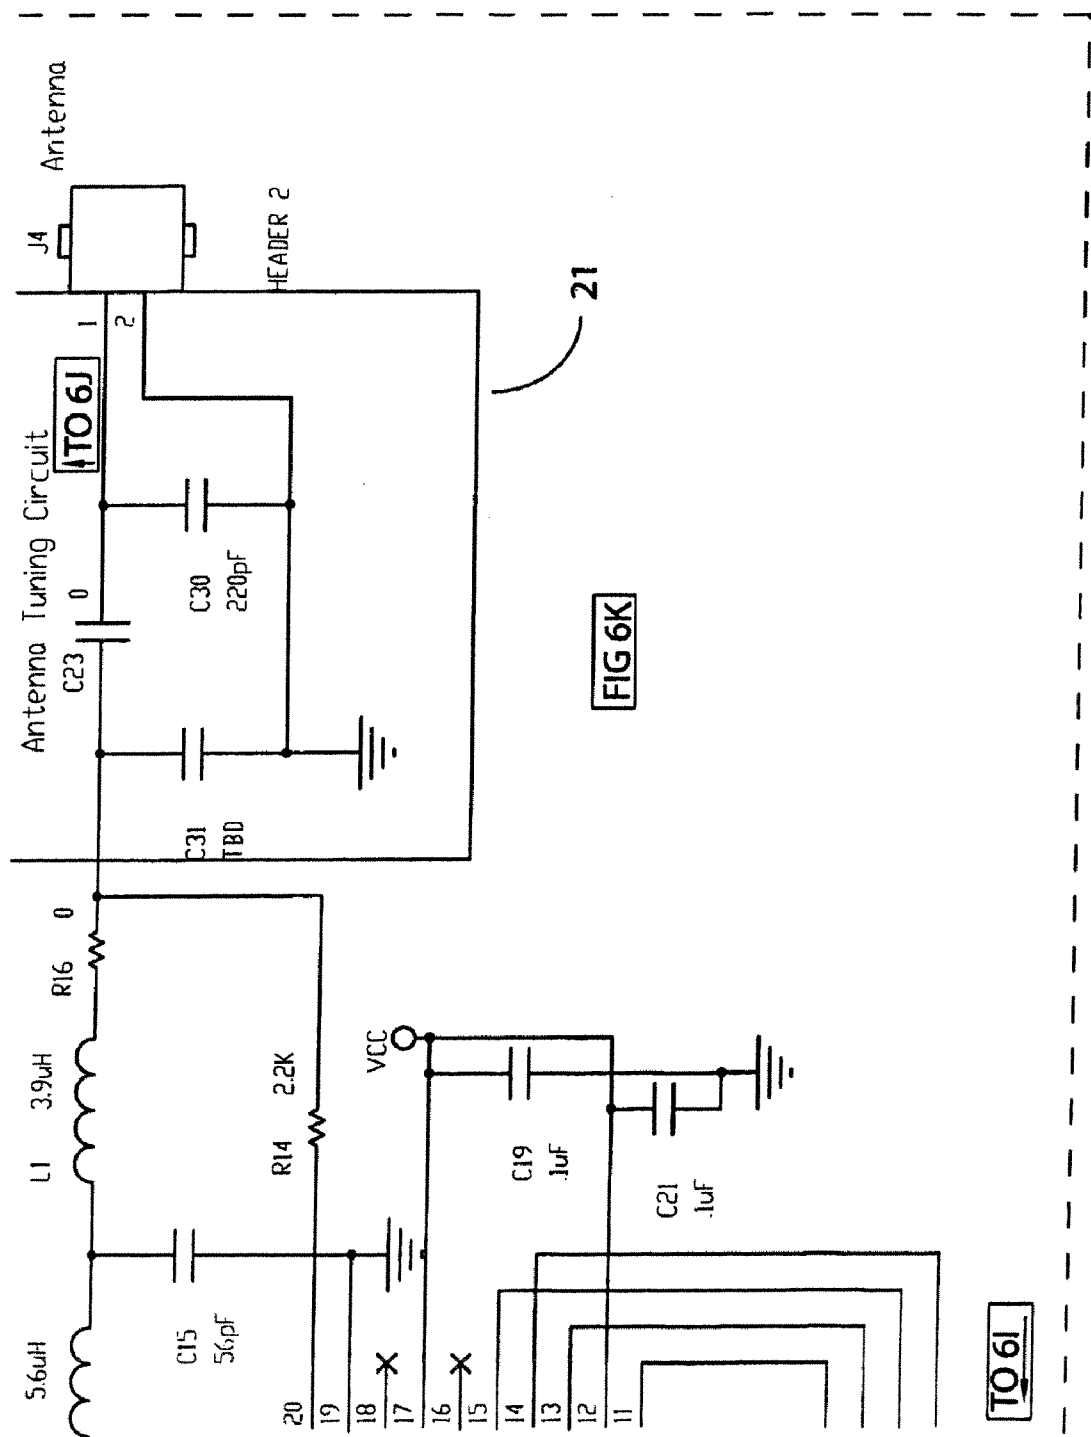 Antenna
J4
HEADER 2
1
2
TO 6J
Antenna Tuning Circuit
21
C23
0
C30
220pF
C31
TBD
FIG 6K
R16
0
L1
3.9uH
R14
2.2K
VCC
C19
.1uF
C21
.1uF
C15
56pF
5.6uH
20
19
18
17
16
15
14
13
12
11
TO 6I